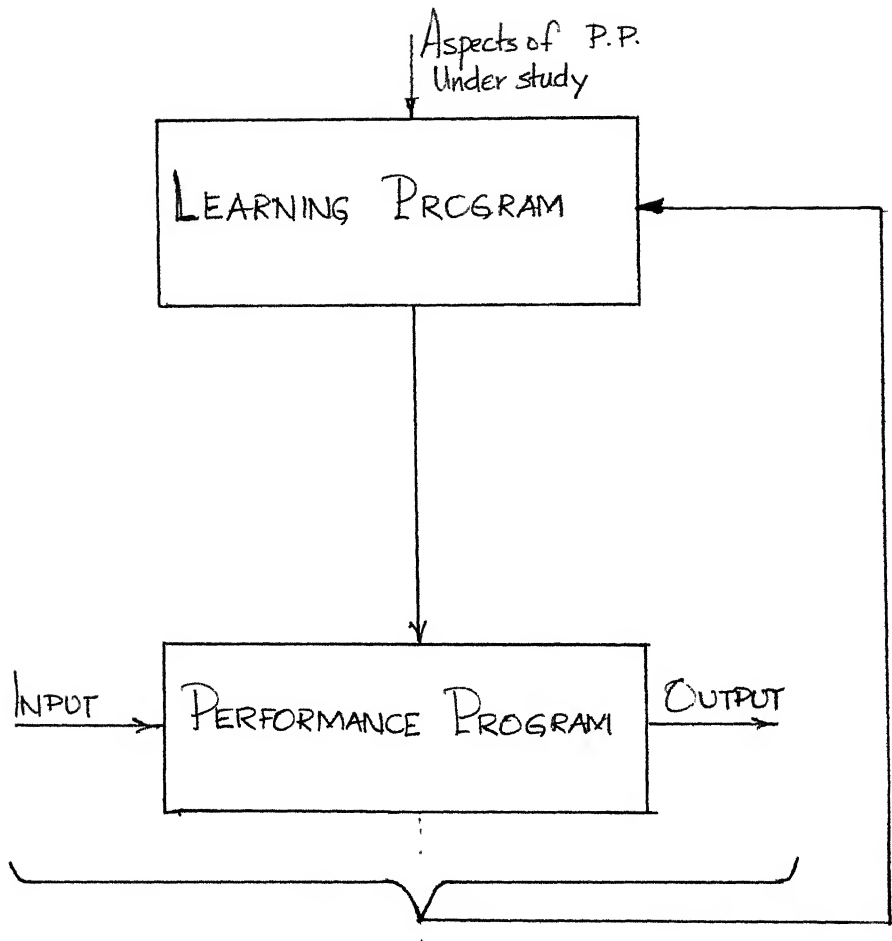 Aspects of P.P.
Under study
LEARNING PROGRAM
INPUT
PERFORMANCE PROGRAM
OUTPUT